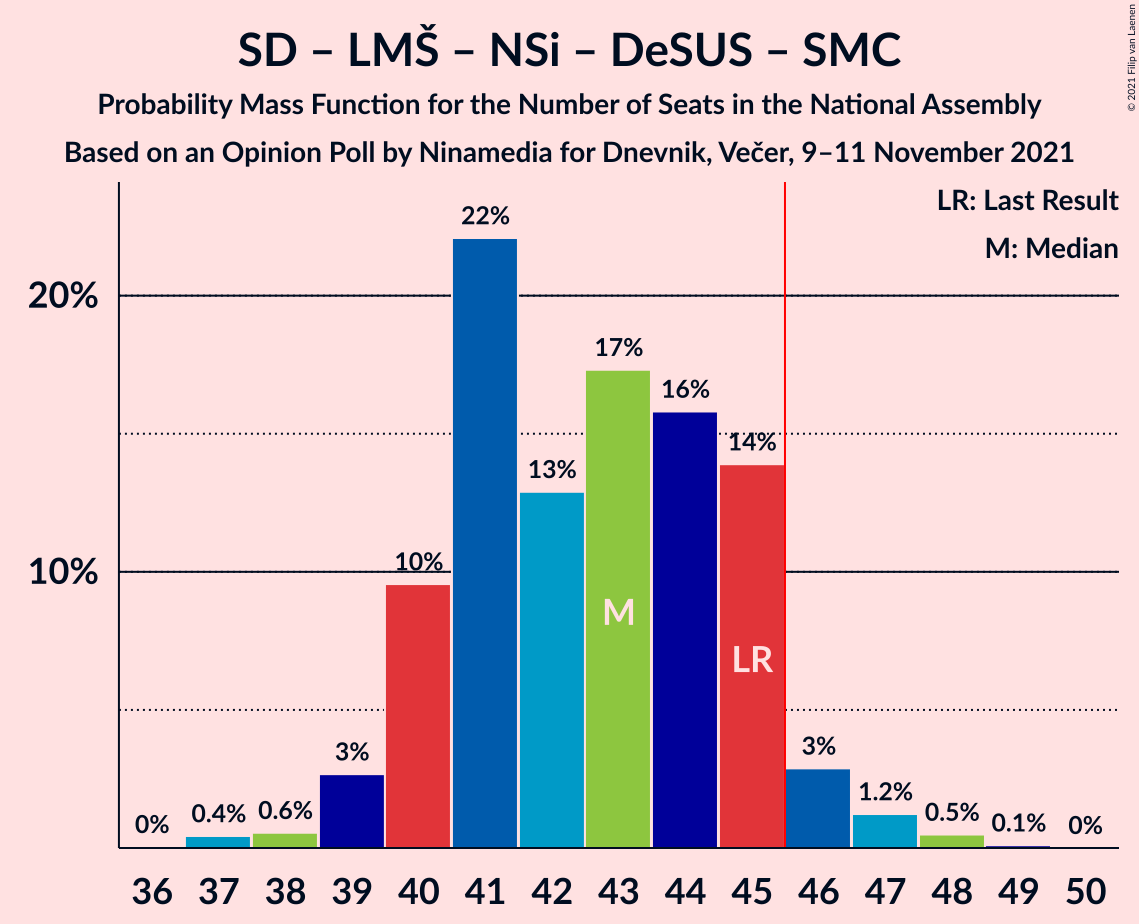 SD – LMŠ – NSi – DeSUS – SMC
Probability Mass Function for the Number of Seats in the National Assembly
Based on an Opinion Poll by Ninamedia for Dnevnik, Večer, 9–11 November 2021
© 2021 Filip van Laenen
LR: Last Result
M: Median
20%
10%
0%
0.4%
0.6%
3%
10%
22%
13%
17%
16%
14%
3%
1.2%
0.5%
0.1%
0%
M
LR
36 37 38 39 40 41 42 43 44 45 46 47 48 49 50